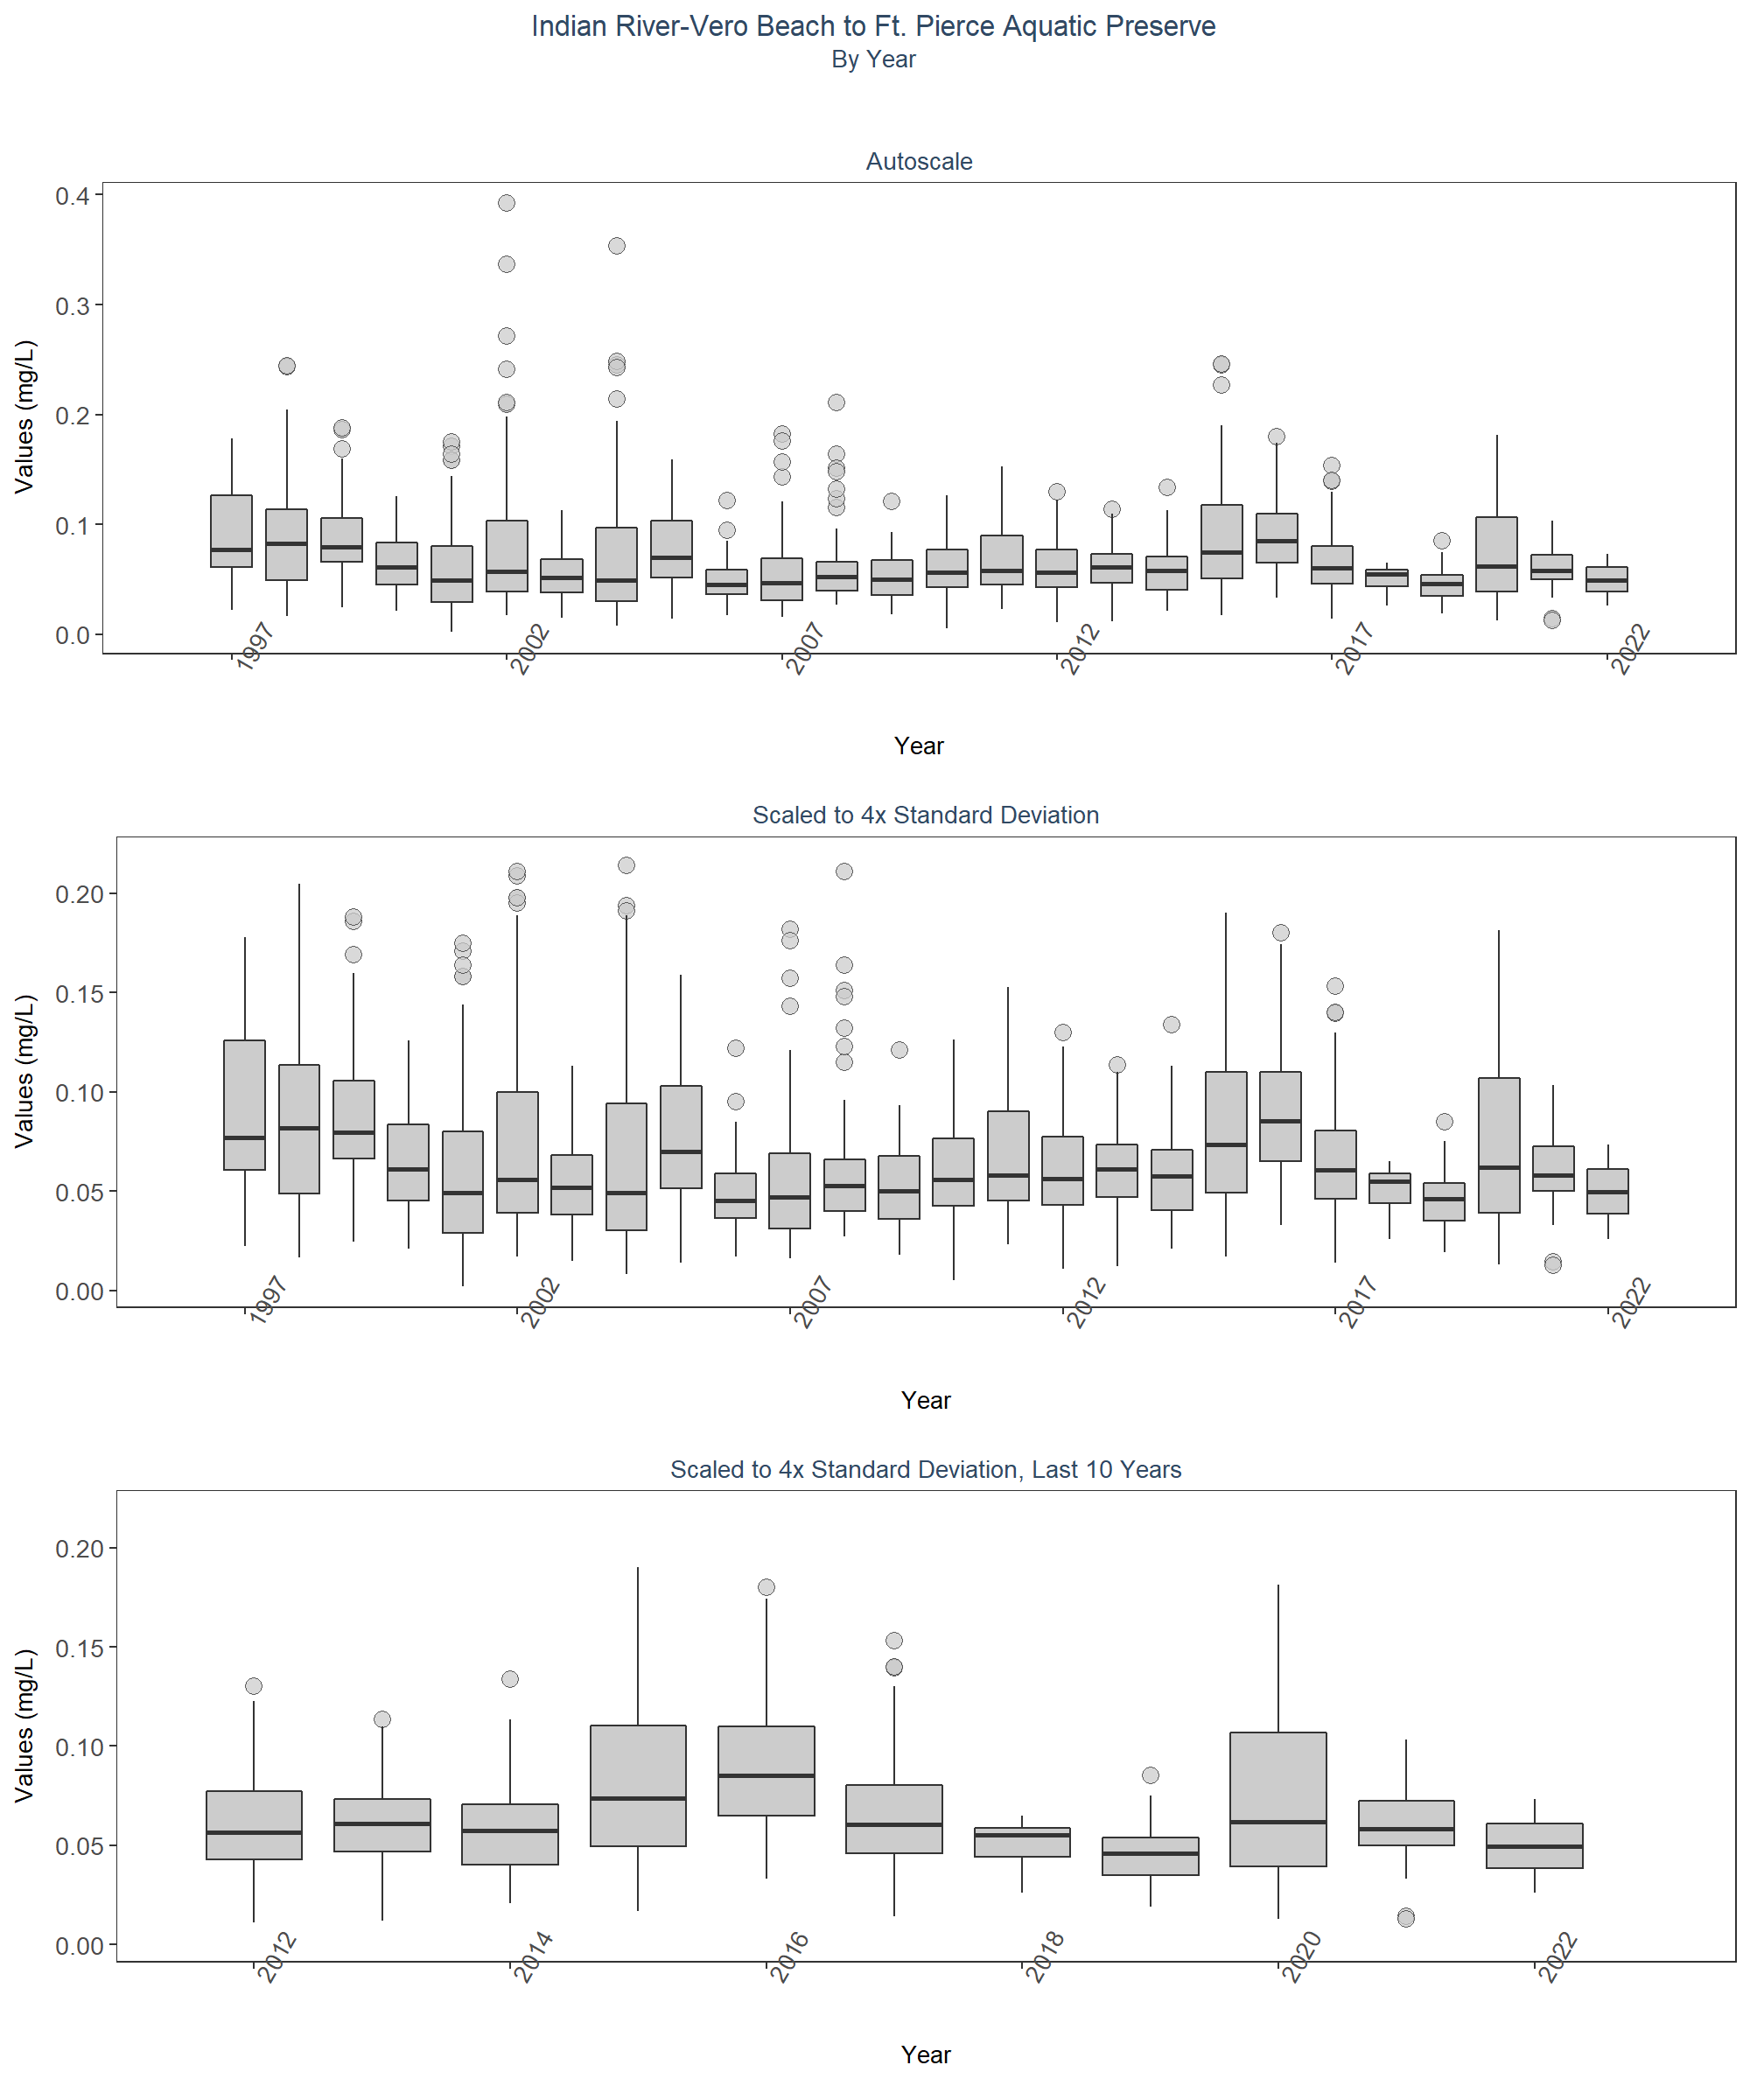 Indian River-Vero Beach to Ft. Pierce Aquatic Preserve
By Year
Autoscale
Values (mg/L)
0.4
0.3
0.2
0.1
0.0
1997 2002 2007 2012 2017 2022
Year
Scaled to 4x Standard Deviation
Values (mg/L)
0.20
0.15
0.10
0.05
0.00
1997 2002 2007 2012 2017 2022
Year
Scaled to 4x Standard Deviation, Last 10 Years
Values (mg/L)
0.20
0.15
0.10
0.05
0.00
2012 2014 2016 2018 2020 2022
Year